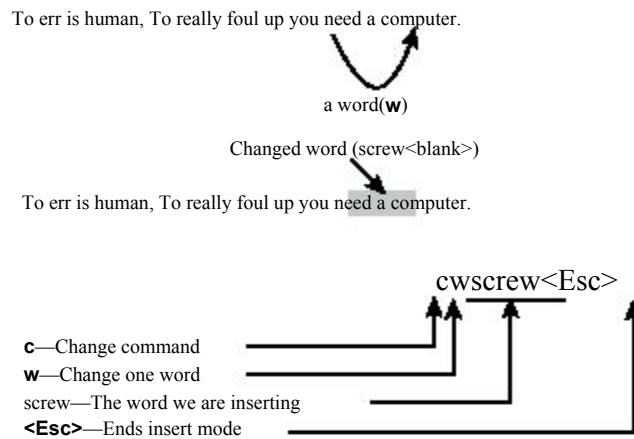 To err is human, To really foul up you need a computer.
a word(w)
Changed word (screw<blank>)
To err is human, To really foul up you need a computer.
cwscrew<Esc>
c—Change command
w—Change one word
screw—The word we are inserting
<Esc>—Ends insert mode